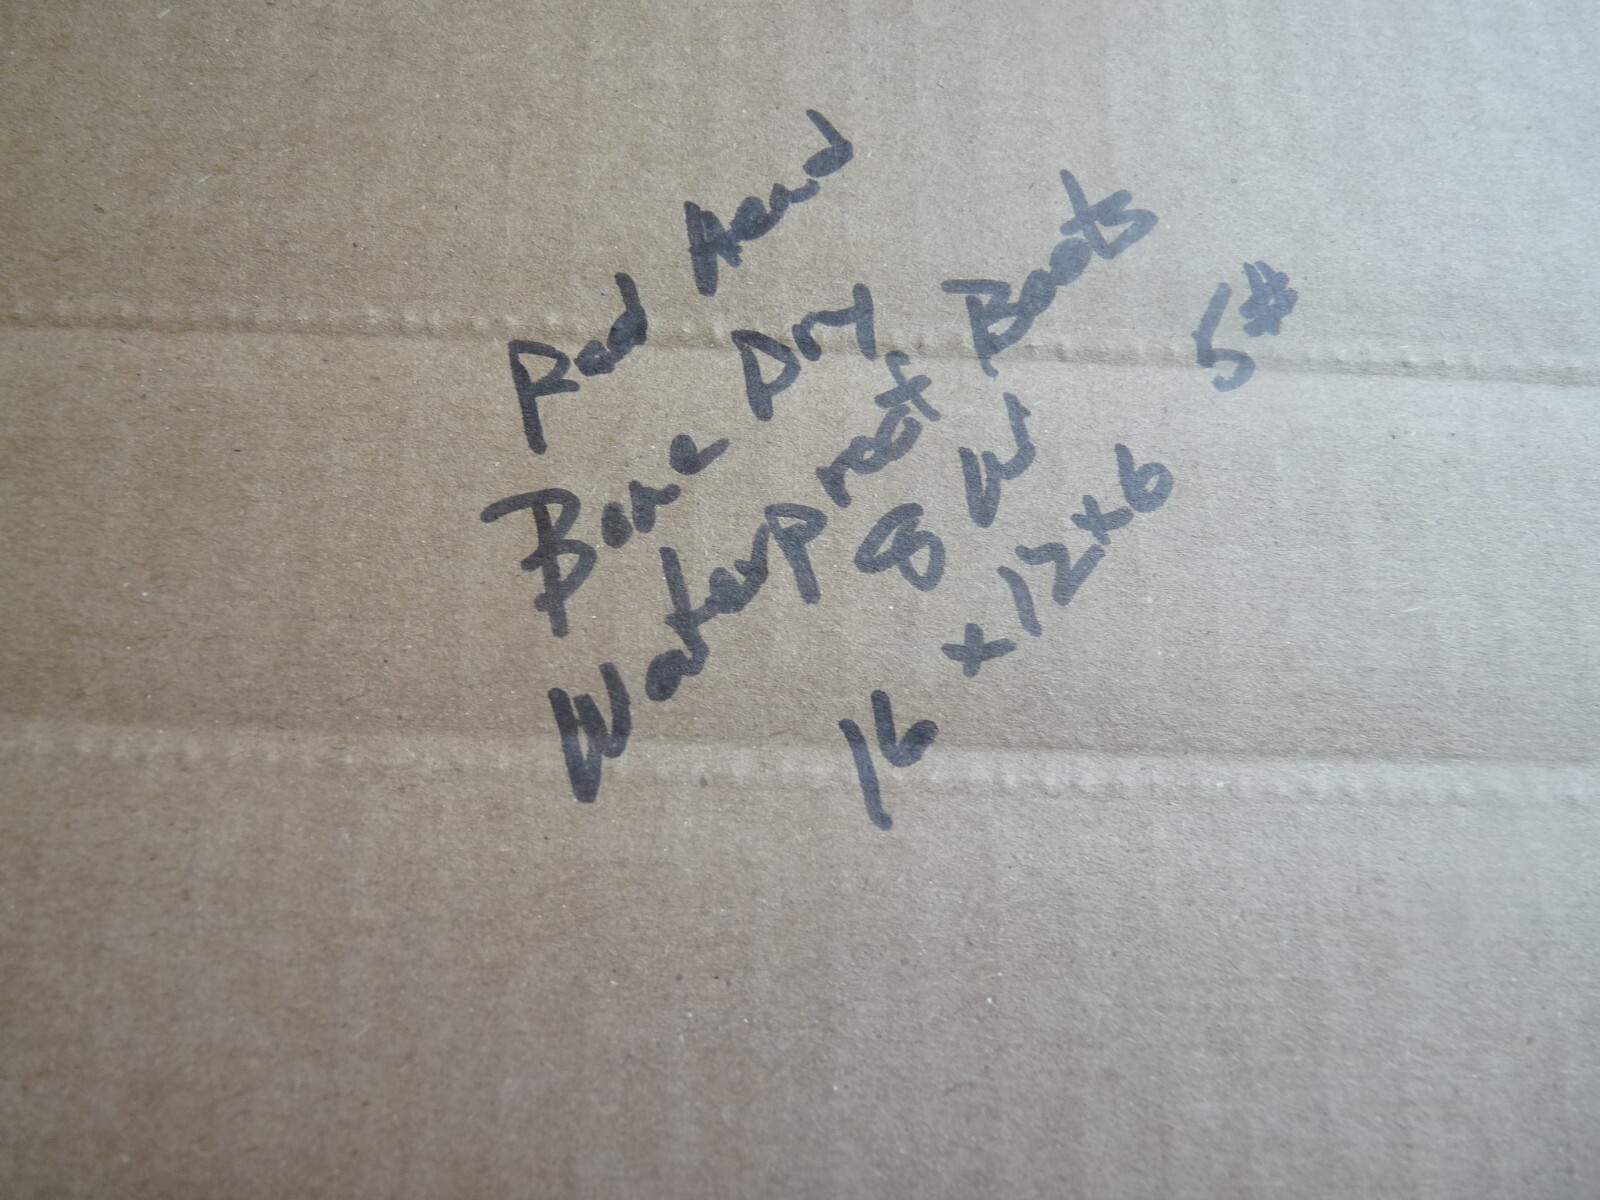 Red Head
Bone Dry
Waterproof Boots
8 W
16 x 12 x 6 5#